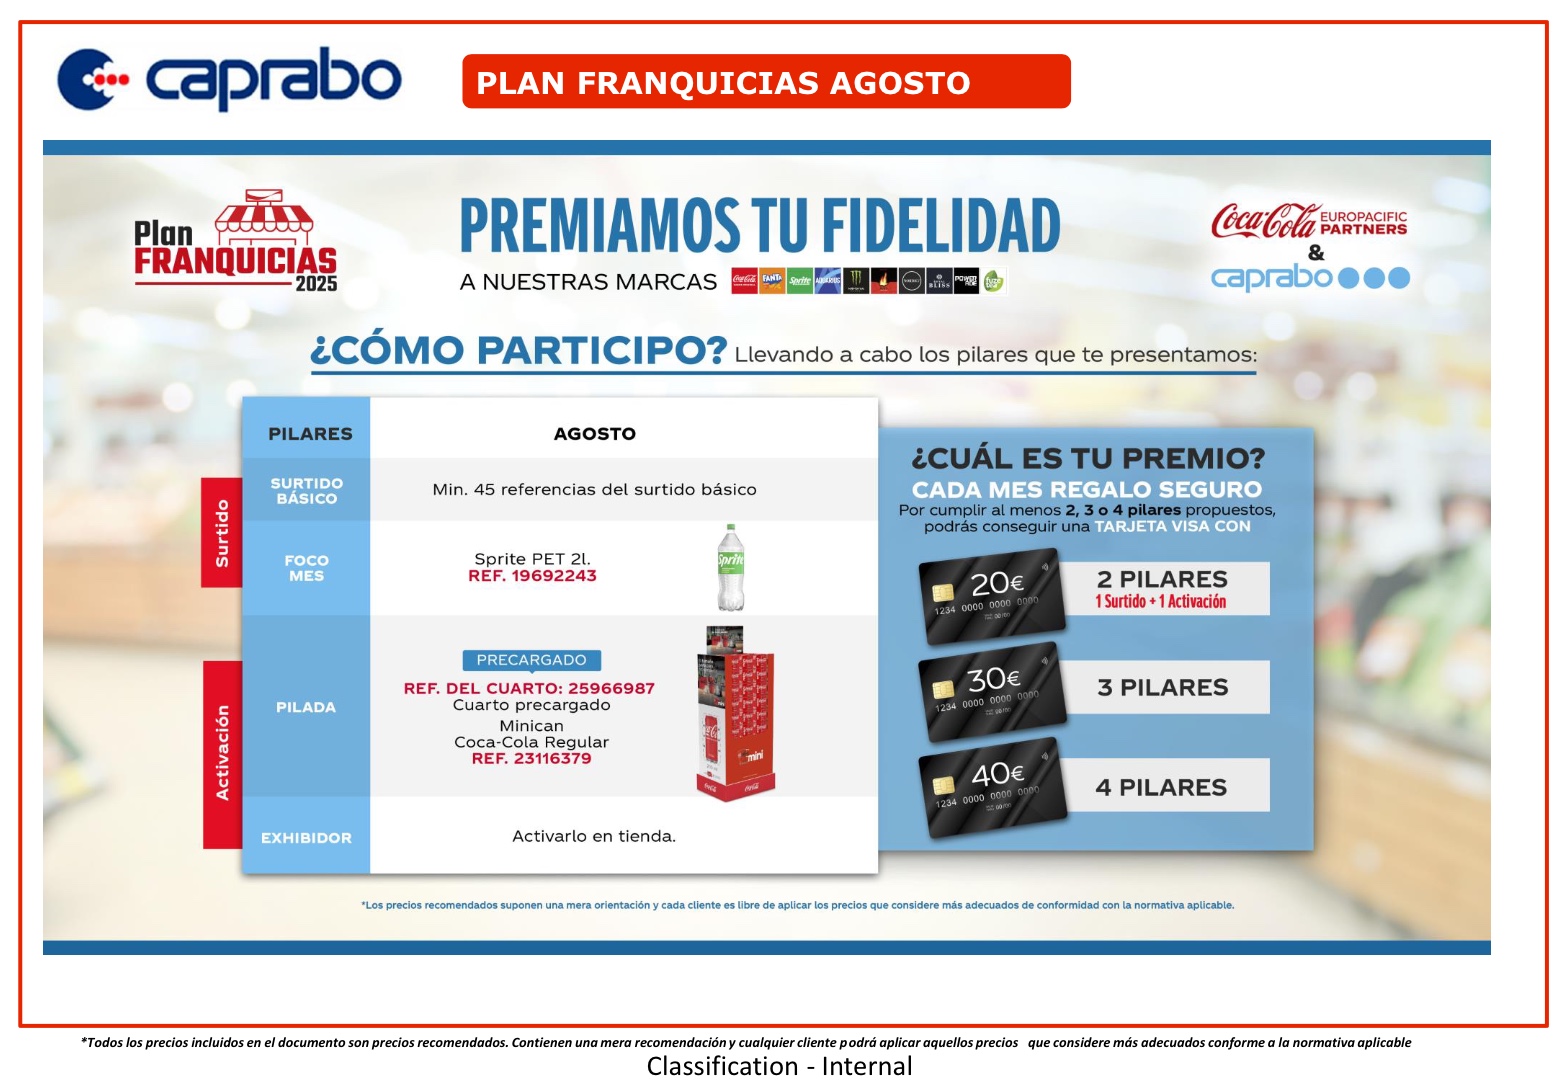 caprabo
PLAN FRANQUICIAS AGOSTO
Plan
FRANQUICIAS
2025
PREMIAMOS TU FIDELIDAD
A NUESTRAS MARCAS
Coca-Cola EUROPACIFIC
PARTNERS
&
caprabo
¿CÓMO PARTICIPO? Llevando a cabo los pilares que te presentamos:
PILARES
AGOSTO
Surtido
SURTIDO
BÁSICO
Min. 45 referencias del surtido básico
FOCO
MES
Sprite PET 2l.
REF. 19692243
Sprite
Activación
PILADA
PRECARGADO
REF. DEL CUARTO: 25966987
Cuarto precargado
Minican
Coca-Cola Regular
REF. 23116379
mini
EXHIBIDOR
Activarlo en tienda.
¿CUÁL ES TU PREMIO?
CADA MES REGALO SEGURO
Por cumplir al menos 2, 3 o 4 pilares propuestos,
podrás conseguir una TARJETA VISA CON
20€
1234 0000 0000 0000
2 PILARES
1 Surtido + 1 Activación
30€
1234 0000 0000 0000
3 PILARES
40€
1234 0000 0000 0000
4 PILARES
*Los precios recomendados suponen una mera orientación y cada cliente es libre de aplicar los precios que considere más adecuados de conformidad con la normativa aplicable.
*Todos los precios incluidos en el documento son precios recomendados. Contienen una mera recomendación y cualquier cliente podrá aplicar aquellos precios que considere más adecuados conforme a la normativa aplicable
Classification - Internal